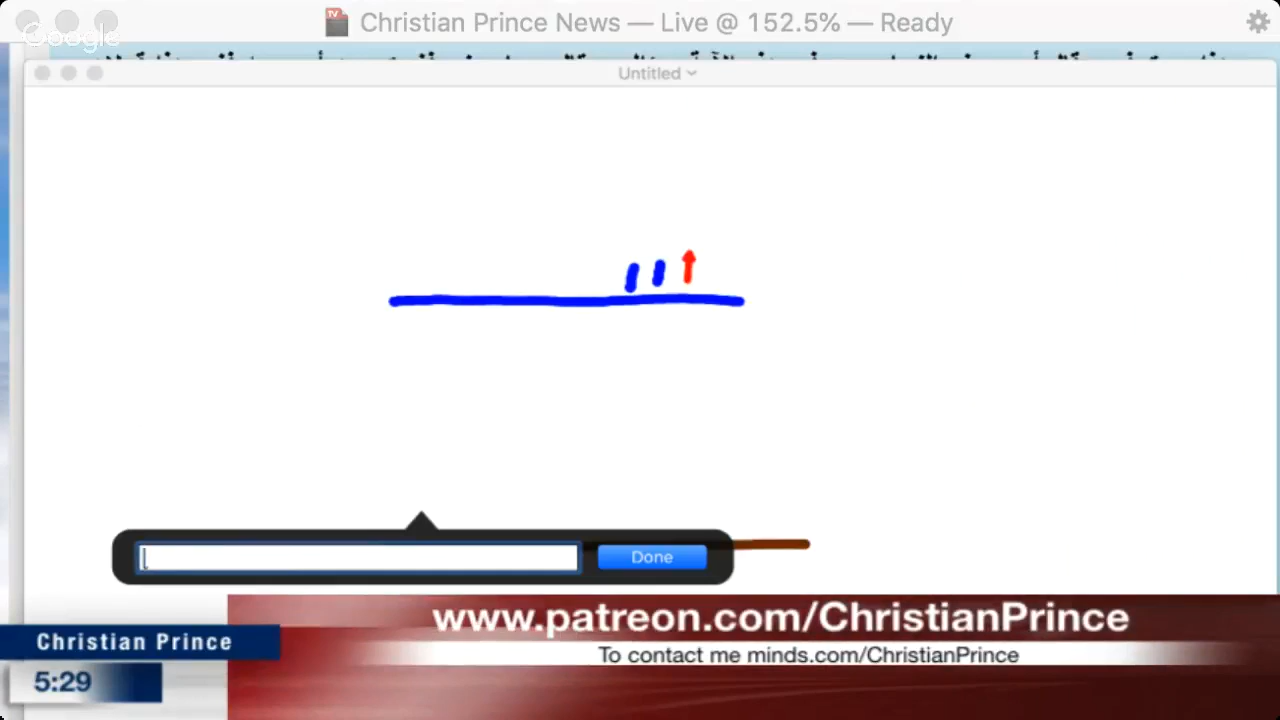 Christian Prince News — Live @ 152.5% — Ready
Google
Untitled
Done
www.patreon.com/ChristianPrince
To contact me minds.com/ChristianPrince
Christian Prince
5:29